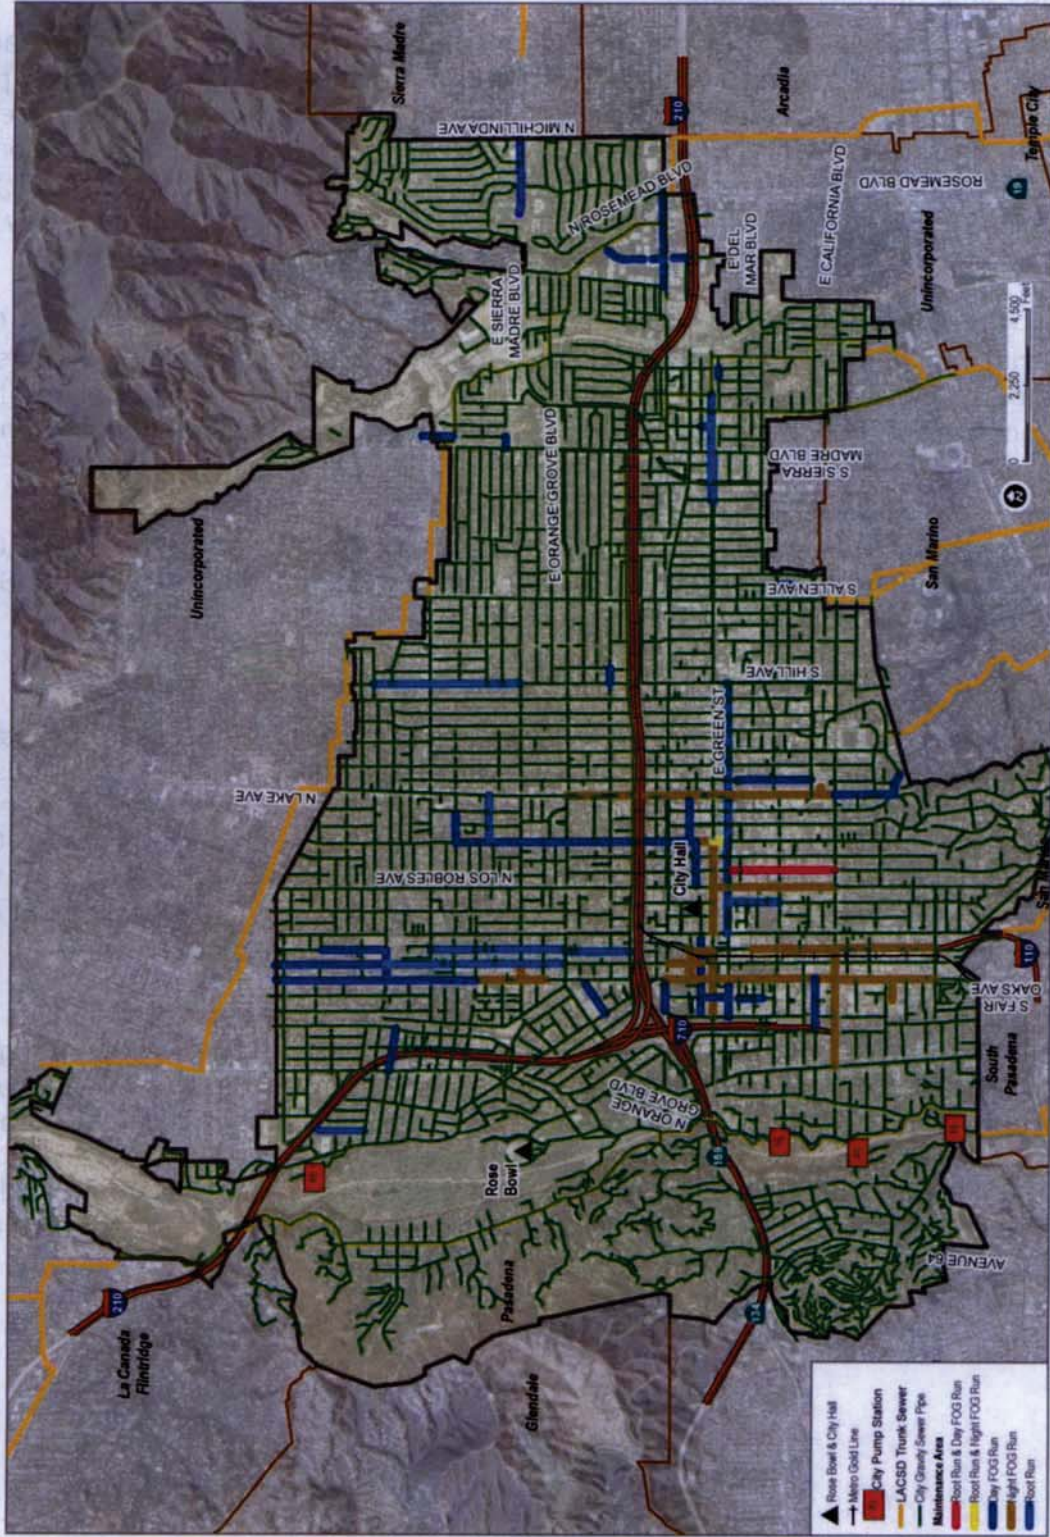 Sierra Madre
N MICHILLINDA AVE
210
Arcadia
Temple City
N ROSEMEAD BLVD
ROSEMEAD BLVD
19
E SIERRA
MADRE BLVD
E DEL
MAR BLVD
E CALIFORNIA BLVD
Unincorporated
0 2,250 4,500
Feet
E ORANGE GROVE BLVD
S SIERRA
MADRE BLVD
Unincorporated
San Marino
S ALLEN AVE
S HILL AVE
E GREEN ST
N LAKE AVE
N LOS ROBLES AVE
City Hall
110
S FAIR
OAKS AVE
710
South
Pasadena
N ORANGE
GROVE BLVD
Rose
Bowl
AVENUE 64
Pasadena
134
210
La Canada
Flintridge
Glendale
Rose Bowl & City Hall
Metro Gold Line
City Pump Station
LACSD Trunk Sewer
City Gravity Sewer Pipe
Maintenance Area
Root Run & Day FOG Run
Root Run & Night FOG Run
Day FOG Run
Night FOG Run
Root Run